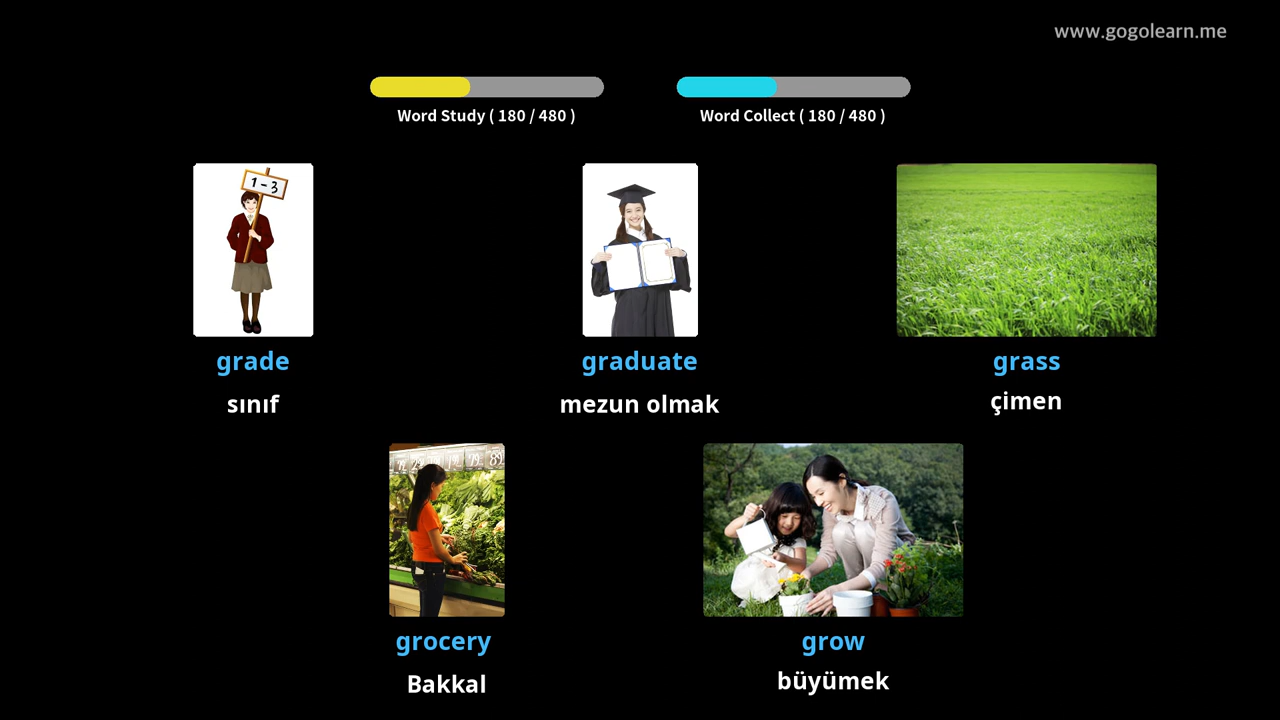 www.gogolearn.me
Word Study ( 180 / 480 )
Word Collect ( 180 / 480 )
1-3
grade
sınıf
graduate
mezun olmak
grass
çimen
grocery
Bakkal
grow
büyümek